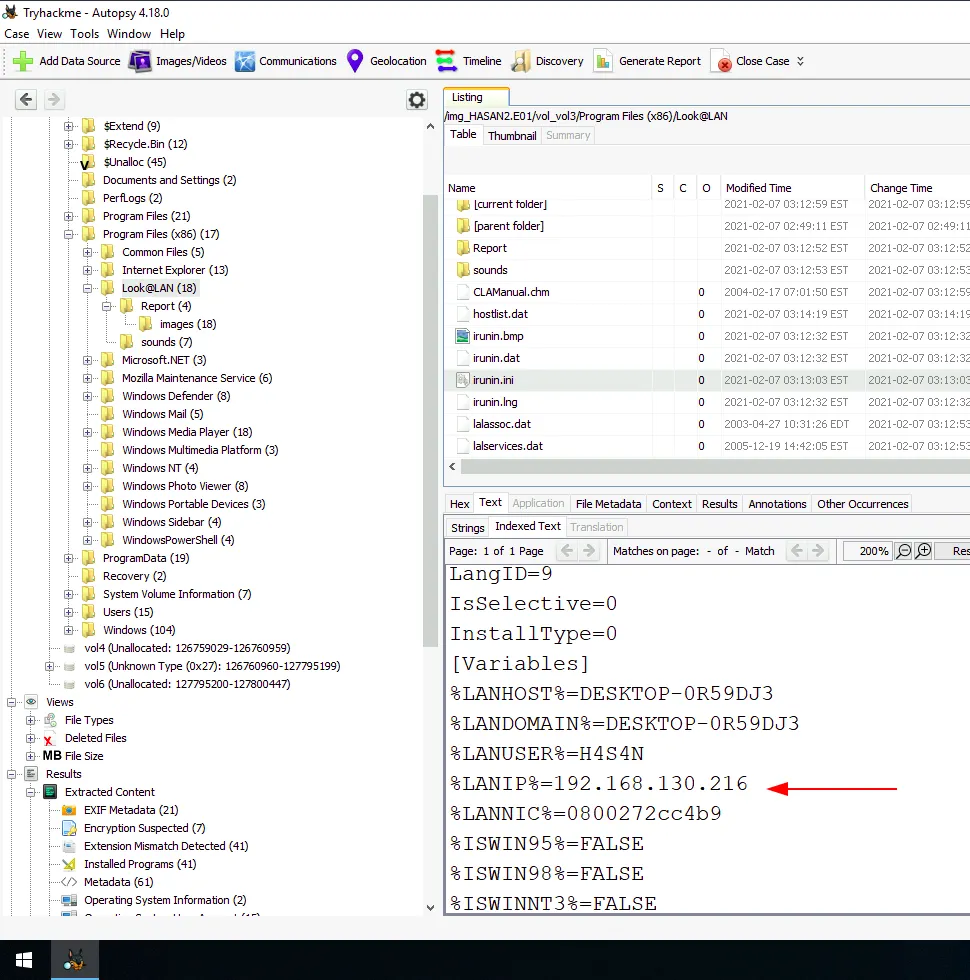 Tryhackme - Autopsy 4.18.0
Case View Tools Window Help
Add Data Source Images/Videos Communications Geolocation Timeline Discovery Generate Report Close Case
$Extend (9)
$Recycle.Bin (12)
$Unalloc (45)
Documents and Settings (2)
PerfLogs (2)
Program Files (21)
Program Files (x86) (17)
Common Files (5)
Internet Explorer (13)
Look@LAN (18)
Report (4)
images (18)
sounds (7)
Microsoft.NET (3)
Mozilla Maintenance Service (6)
Windows Defender (8)
Windows Mail (5)
Windows Media Player (18)
Windows Multimedia Platform (3)
Windows NT (4)
Windows Photo Viewer (8)
Windows Portable Devices (3)
Windows Sidebar (4)
WindowsPowerShell (4)
ProgramData (19)
Recovery (2)
System Volume Information (7)
Users (15)
Windows (104)
vol4 (Unallocated: 126759029-126760959)
vol5 (Unknown Type (0x27): 126760960-127795199)
vol6 (Unallocated: 127795200-127800447)
Views
File Types
Deleted Files
MB File Size
Results
Extracted Content
EXIF Metadata (21)
Encryption Suspected (7)
Extension Mismatch Detected (41)
Installed Programs (41)
Metadata (61)
Operating System Information (2)
Listing
/img_HASAN2.E01/vol_vol3/Program Files (x86)/Look@LAN
Table Thumbnail Summary
Name S C O Modified Time Change Time
[current folder] 2021-02-07 03:12:59 EST 2021-02-07 03:12:59
[parent folder] 2021-02-07 02:49:11 EST 2021-02-07 02:49:11
Report 2021-02-07 03:12:52 EST 2021-02-07 03:12:52
sounds 2021-02-07 03:12:53 EST 2021-02-07 03:12:53
CLAManual.chm 0 2004-02-17 07:01:50 EST 2021-02-07 03:12:59
hostlist.dat 0 2021-02-07 03:14:19 EST 2021-02-07 03:14:19
irunin.bmp 0 2021-02-07 03:12:32 EST 2021-02-07 03:12:32
irunin.dat 0 2021-02-07 03:12:32 EST 2021-02-07 03:12:32
irunin.ini 0 2021-02-07 03:13:03 EST 2021-02-07 03:13:03
irunin.lng 0 2021-02-07 03:12:32 EST 2021-02-07 03:12:32
lalassoc.dat 0 2003-04-27 10:31:26 EDT 2021-02-07 03:12:53
lalservices.dat 0 2005-12-19 14:42:05 EST 2021-02-07 03:12:53
Hex Text Application File Metadata Context Results Annotations Other Occurrences
Strings Indexed Text Translation
Page: 1 of 1 Page Matches on page: - of - Match 200% Res
LangID=9
IsSelective=0
InstallType=0
[Variables]
%LANHOST%=DESKTOP-0R59DJ3
%LANDOMAIN%=DESKTOP-0R59DJ3
%LANUSER%=H4S4N
%LANIP%=192.168.130.216
%LANNIC%=0800272cc4b9
%ISWIN95%=FALSE
%ISWIN98%=FALSE
%ISWINNT3%=FALSE